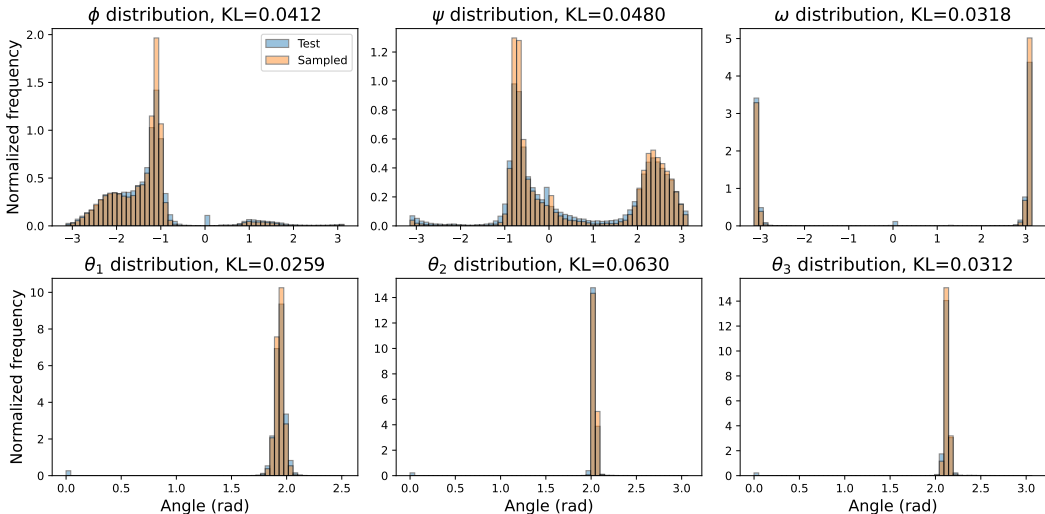 ϕ distribution, KL=0.0412
ψ distribution, KL=0.0480
ω distribution, KL=0.0318
Normalized frequency
2.0
1.5
1.0
0.5
0.0
Test
Sampled
−3 −2 −1 0 1 2 3
1.2
1.0
0.8
0.6
0.4
0.2
0.0
−3 −2 −1 0 1 2 3
5
4
3
2
1
0
−3 −2 −1 0 1 2 3
θ1 distribution, KL=0.0259
θ2 distribution, KL=0.0630
θ3 distribution, KL=0.0312
Normalized frequency
10
8
6
4
2
0
0.0 0.5 1.0 1.5 2.0 2.5
Angle (rad)
14
12
10
8
6
4
2
0
0.0 0.5 1.0 1.5 2.0 2.5 3.0
Angle (rad)
14
12
10
8
6
4
2
0
0.0 0.5 1.0 1.5 2.0 2.5 3.0
Angle (rad)